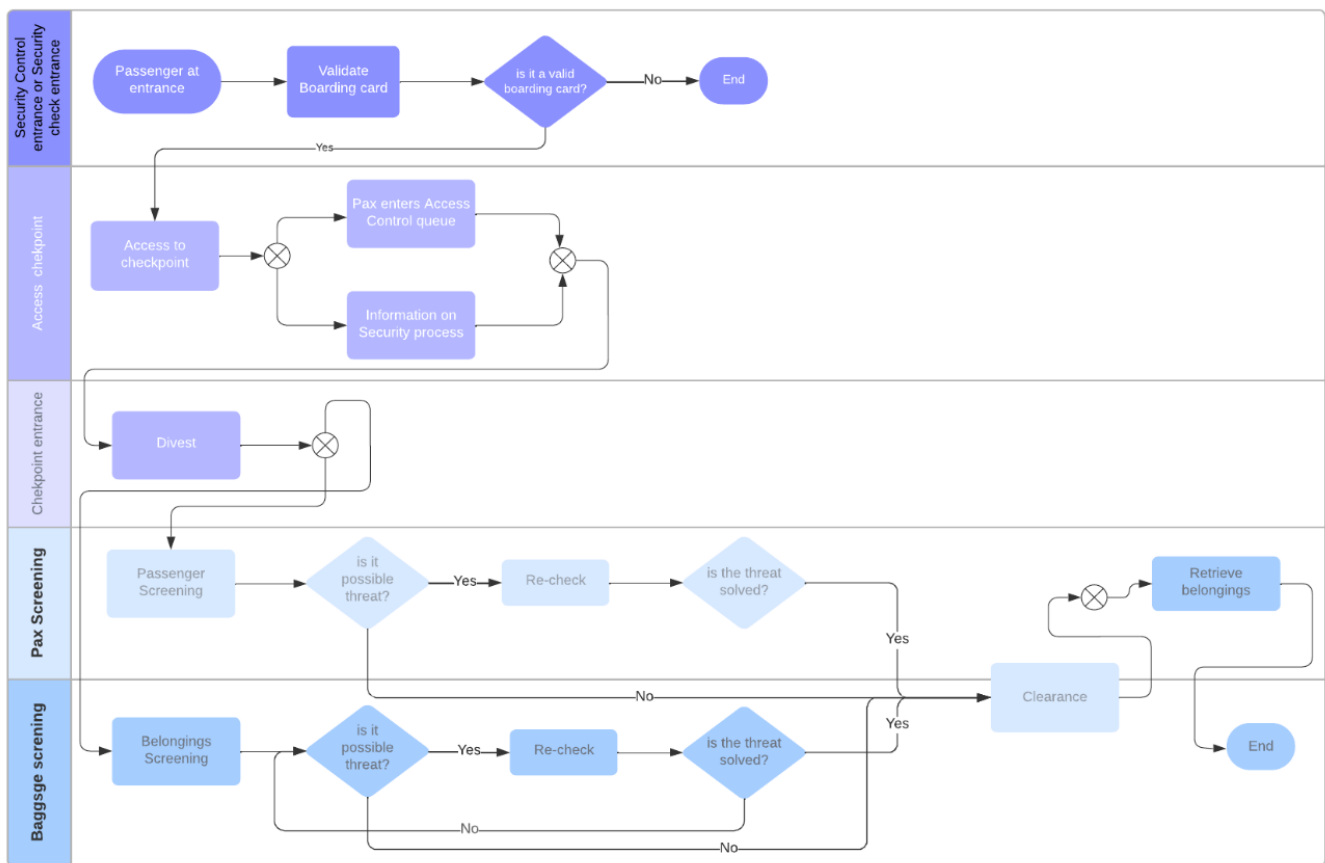 Security Control
entrance or Security
check entrance
Passenger at
entrance
Validate
Boarding card
is it a valid
boarding card?
No
End
Yes
Access  chekpoint
Access to
checkpoint
Pax enters Access
Control queue
Information on
Security process
Chekpoint entrance
Divest
Pax Screening
Passenger
Screening
is it
possible
threat?
Yes
Re-check
is the threat
solved?
Yes
No
Retrieve
belongings
Clearance
Baggsge screning
Belongings
Screening
is it
possible
threat?
Yes
Re-check
is the threat
solved?
Yes
No
No
End